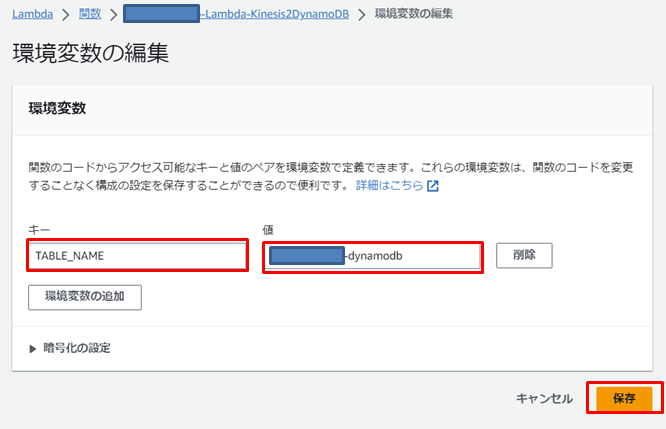 Lambda > 関数 > -Lambda-Kinesis2DynamoDB > 環境変数の編集
環境変数の編集
環境変数
関数のコードからアクセス可能なキーと値のペアを環境変数で定義できます。これらの環境変数は、関数のコードを変更
することなく構成の設定を保存することができるので便利です。 詳細はこちら
キー 値
TABLE_NAME -dynamodb 削除
環境変数の追加
暗号化の設定
キャンセル 保存